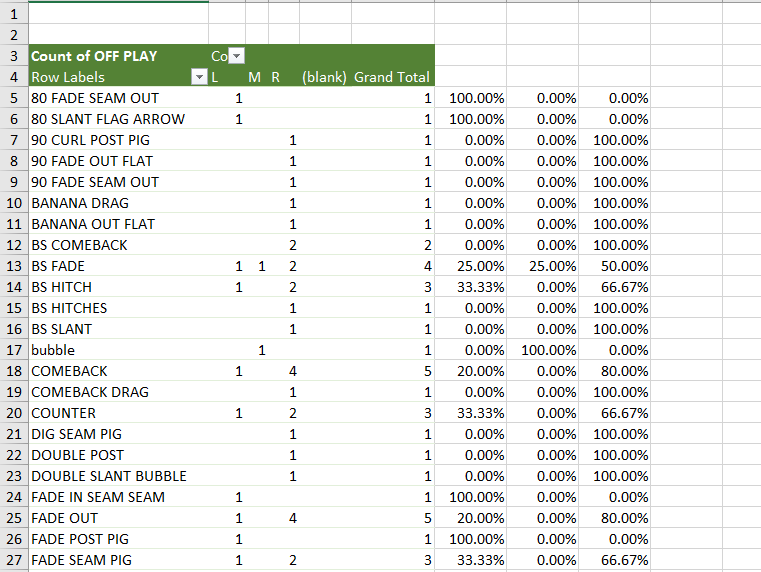 1
2
3 Count of OFF PLAY Co
4 Row Labels L M R (blank) Grand Total
5 80 FADE SEAM OUT 1 1 100.00% 0.00% 0.00%
6 80 SLANT FLAG ARROW 1 1 100.00% 0.00% 0.00%
7 90 CURL POST PIG 1 1 0.00% 0.00% 100.00%
8 90 FADE OUT FLAT 1 1 0.00% 0.00% 100.00%
9 90 FADE SEAM OUT 1 1 0.00% 0.00% 100.00%
10 BANANA DRAG 1 1 0.00% 0.00% 100.00%
11 BANANA OUT FLAT 1 1 0.00% 0.00% 100.00%
12 BS COMEBACK 2 2 0.00% 0.00% 100.00%
13 BS FADE 1 1 2 4 25.00% 25.00% 50.00%
14 BS HITCH 1 2 3 33.33% 0.00% 66.67%
15 BS HITCHES 1 1 0.00% 0.00% 100.00%
16 BS SLANT 1 1 0.00% 0.00% 100.00%
17 bubble 1 1 0.00% 100.00% 0.00%
18 COMEBACK 1 4 5 20.00% 0.00% 80.00%
19 COMEBACK DRAG 1 1 0.00% 0.00% 100.00%
20 COUNTER 1 2 3 33.33% 0.00% 66.67%
21 DIG SEAM PIG 1 1 0.00% 0.00% 100.00%
22 DOUBLE POST 1 1 0.00% 0.00% 100.00%
23 DOUBLE SLANT BUBBLE 1 1 0.00% 0.00% 100.00%
24 FADE IN SEAM SEAM 1 1 100.00% 0.00% 0.00%
25 FADE OUT 1 4 5 20.00% 0.00% 80.00%
26 FADE POST PIG 1 1 100.00% 0.00% 0.00%
27 FADE SEAM PIG 1 2 3 33.33% 0.00% 66.67%